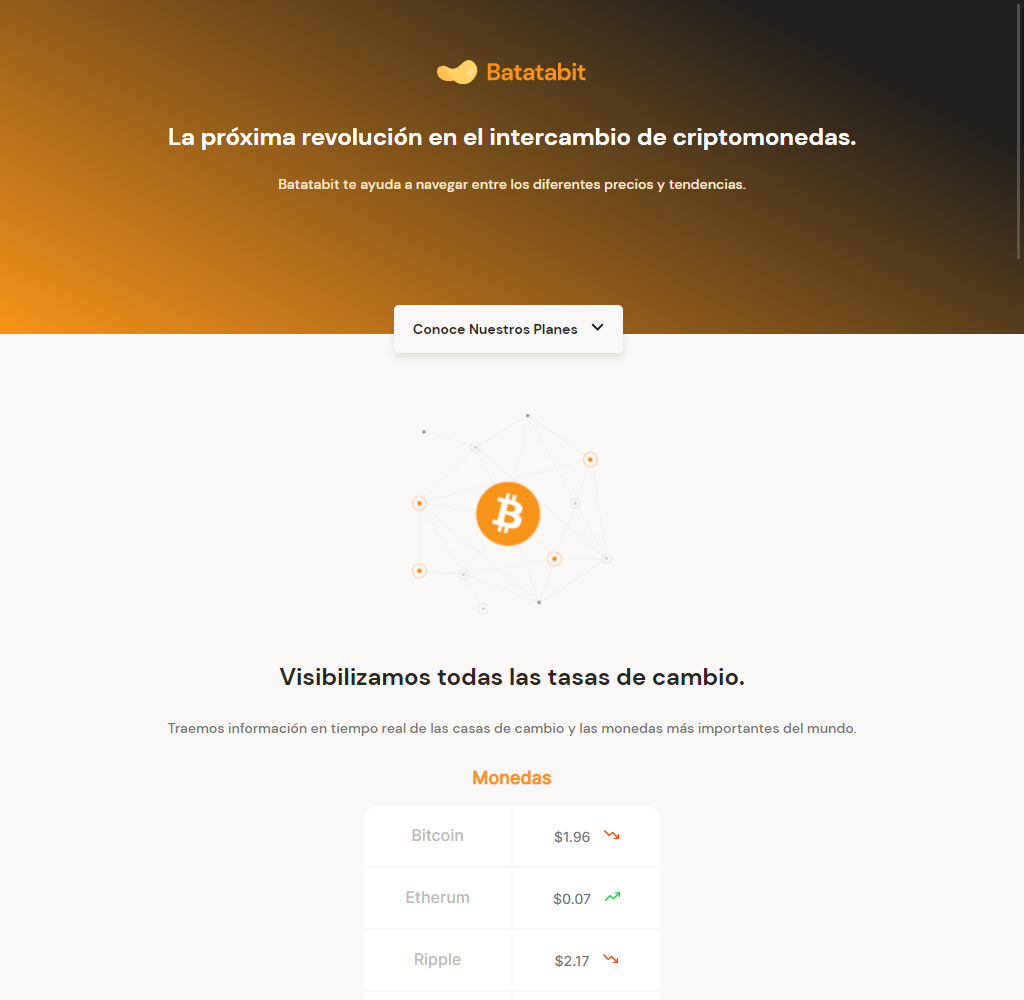 Batatabit
La próxima revolución en el intercambio de criptomonedas.
Batatabit te ayuda a navegar entre los diferentes precios y tendencias.
Conoce Nuestros Planes
Visibilizamos todas las tasas de cambio.
Traemos información en tiempo real de las casas de cambio y las monedas más importantes del mundo.
Monedas
Bitcoin $1.96
Etherum $0.07
Ripple $2.17